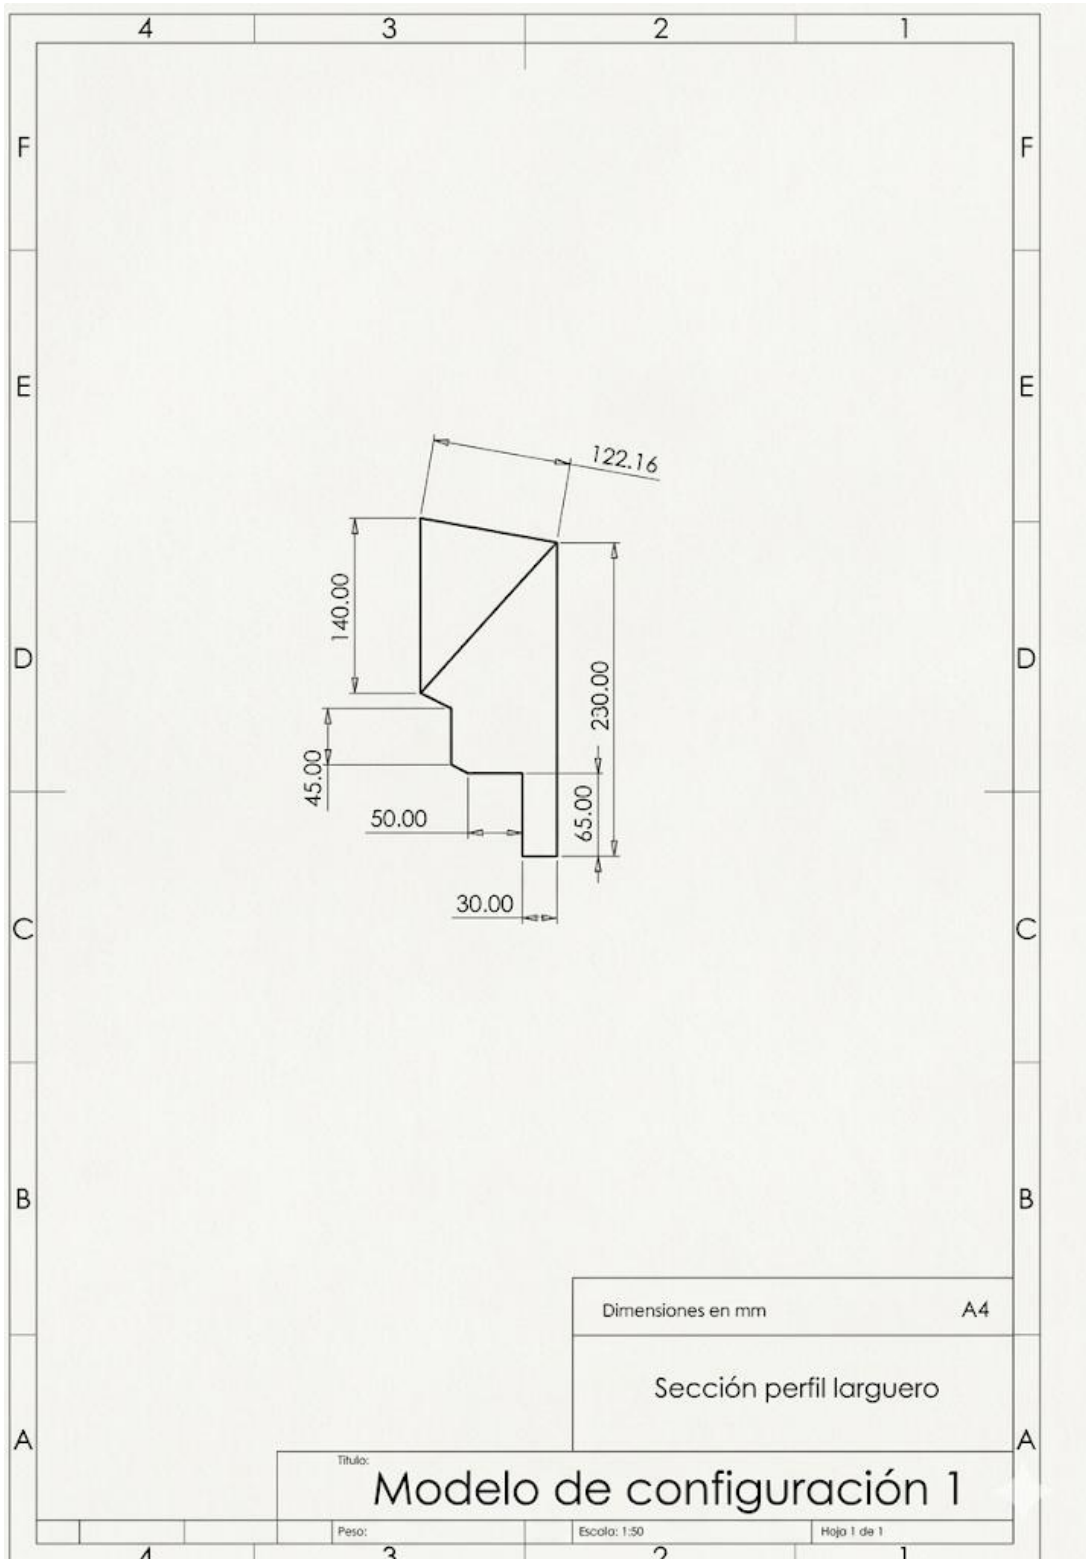 4 3 2 1
F F
E E
122.16
140.00
D D
230.00
45.00
50.00
65.00
30.00
C C
B B
Dimensiones en mm A4
Sección perfil larguero
A A
Título:
Modelo de configuración 1
Peso: Escala: 1:50 Hoja 1 de 1
4 3 2 1